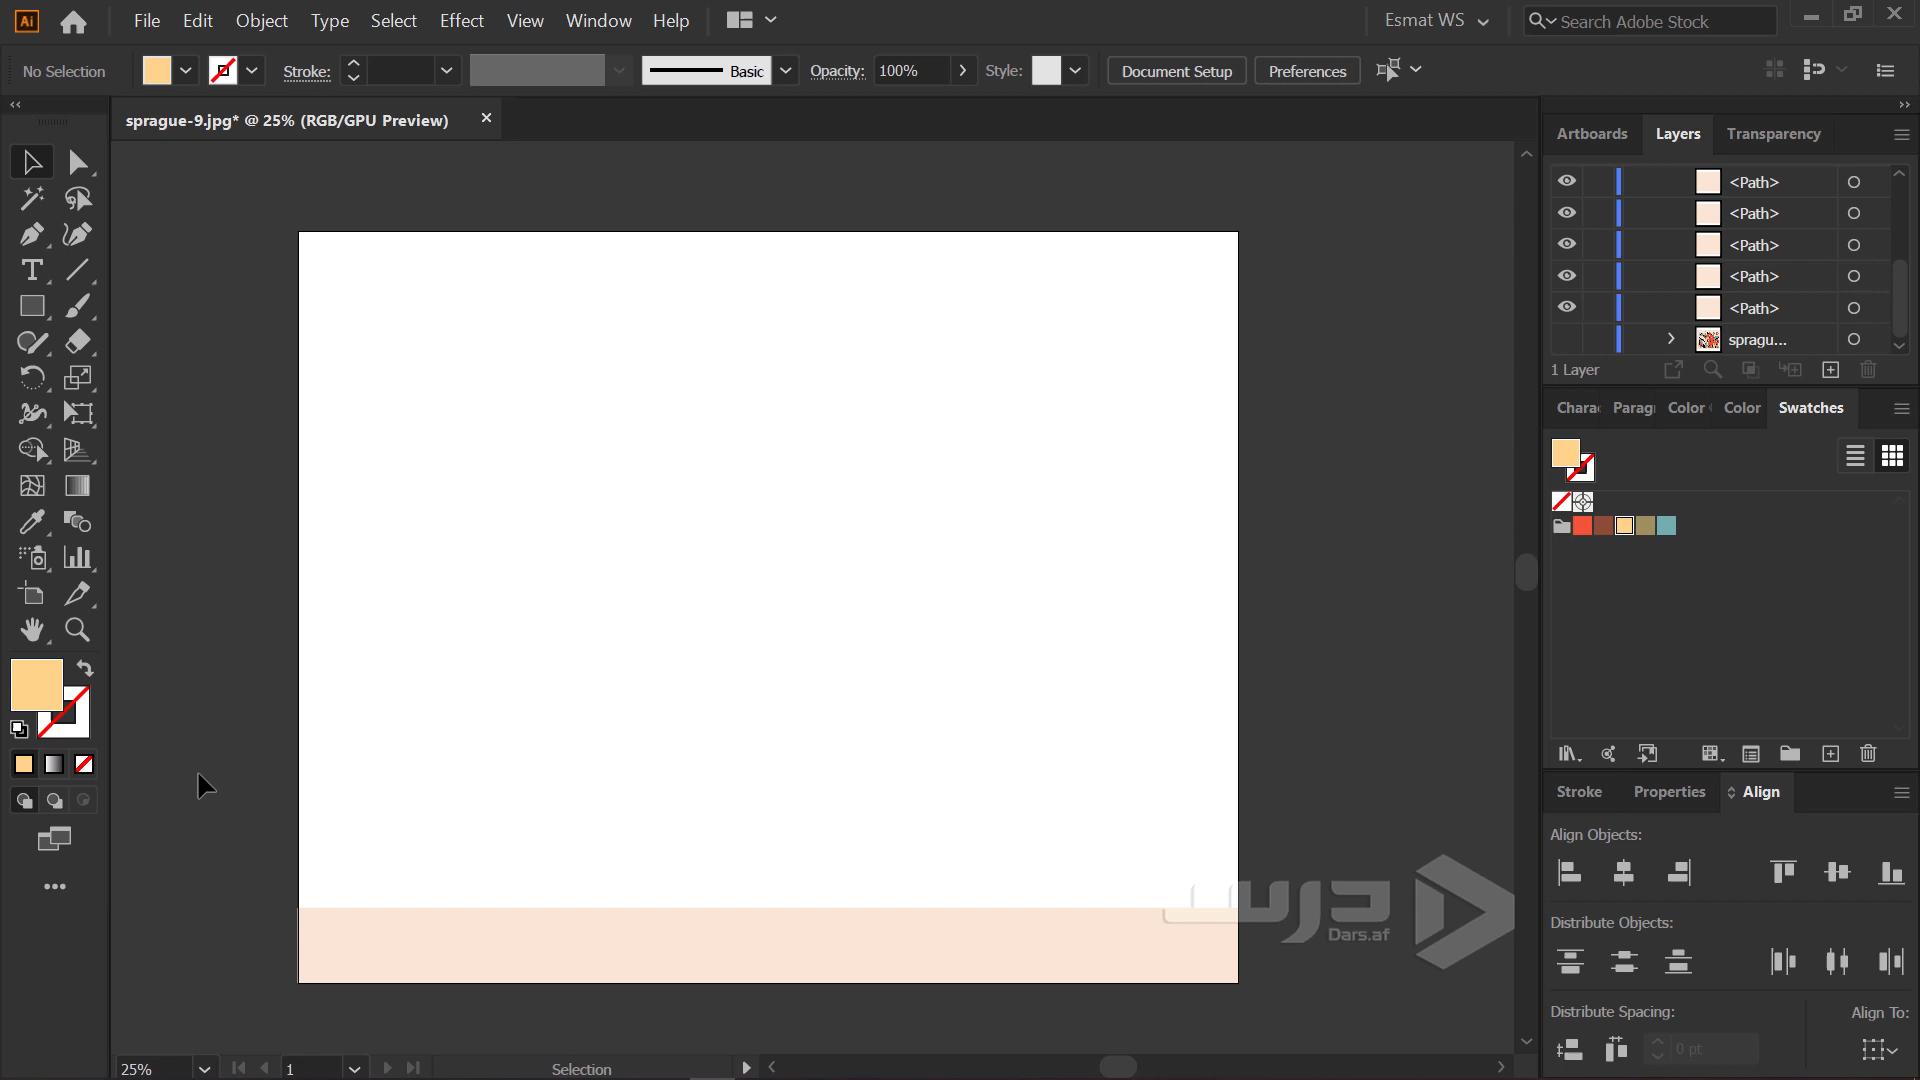 Ai File Edit Object Type Select Effect View Window Help Esmat WS Search Adobe Stock
No Selection Stroke: Basic Opacity: 100% Style: Document Setup Preferences
sprague-9.jpg* @ 25% (RGB/GPU Preview)
Artboards Layers Transparency
<Path>
<Path>
<Path>
<Path>
<Path>
spragu...
1 Layer
Charac Paragr Color Color Swatches
Stroke Properties Align
Align Objects:
Distribute Objects:
Distribute Spacing: Align To:
0 pt
درس
Dars.af
25% 1 Selection